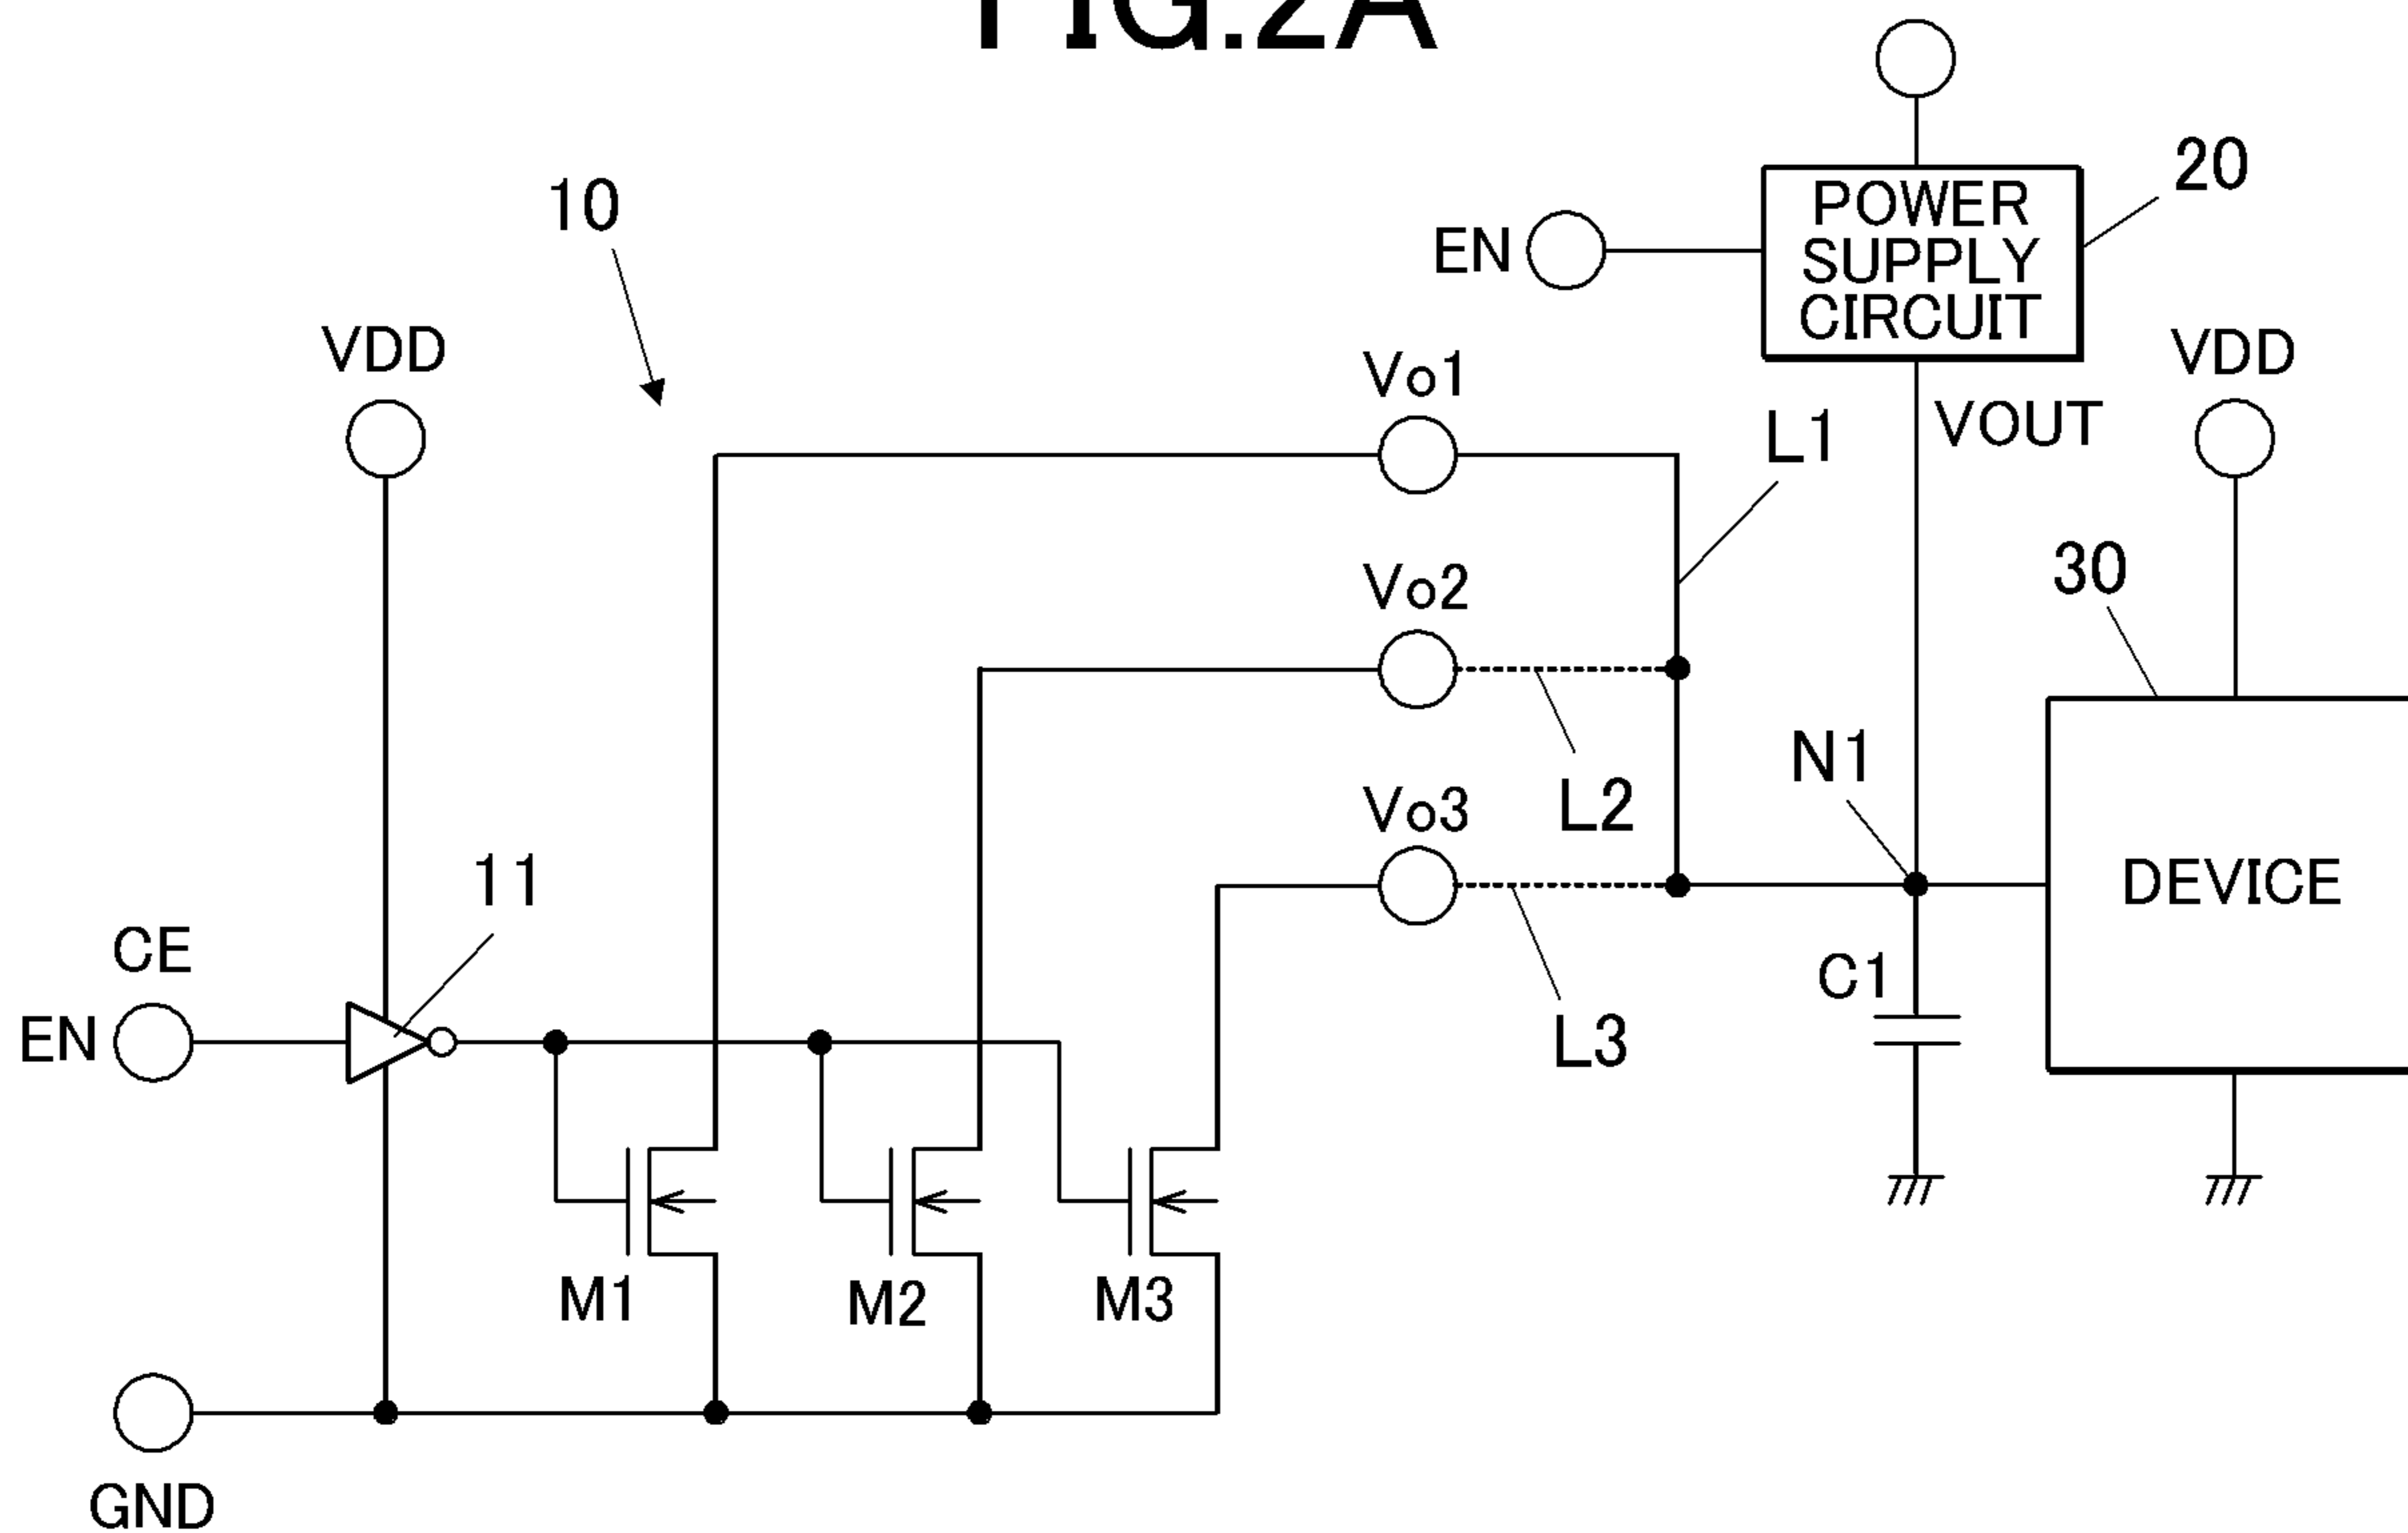 FIG.2A
10
20
POWER
SUPPLY
CIRCUIT
EN
VDD
Vo1
VOUT
VDD
L1
Vo2
30
L2
N1
Vo3
11
DEVICE
CE
C1
EN
L3
M1
M2
M3
GND